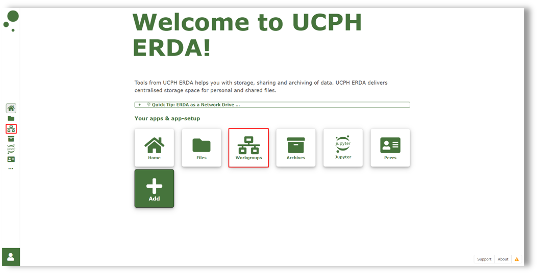 Welcome to UCPH
ERDA!
Tools from UCPH ERDA helps you with storage, sharing and archiving of data. UCPH ERDA delivers
centralised storage space for personal and shared files.
Quick Tip: ERDA as a Network Drive ...
Your apps & app-setup
Home
Files
Workgroups
Archives
jupyter
Jupyter
Peers
Add
Support
About